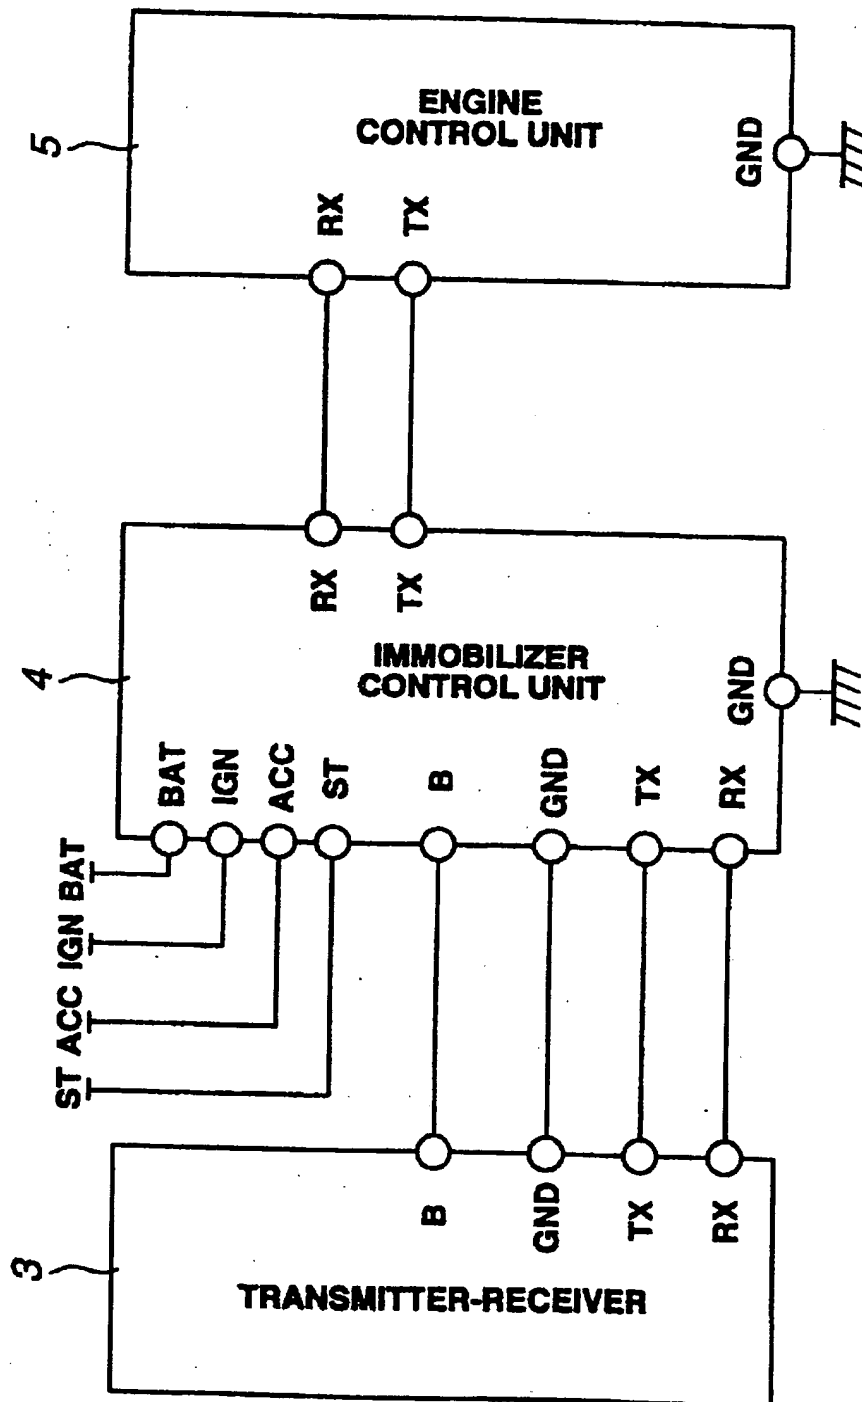 5
ENGINE
CONTROL UNIT
RX
TX
GND
4
IMMOBILIZER
CONTROL UNIT
RX
TX
GND
BAT
IGN
ACC
ST
B
GND
TX
RX
BAT
IGN
ACC
ST
3
TRANSMITTER-RECEIVER
B
GND
TX
RX